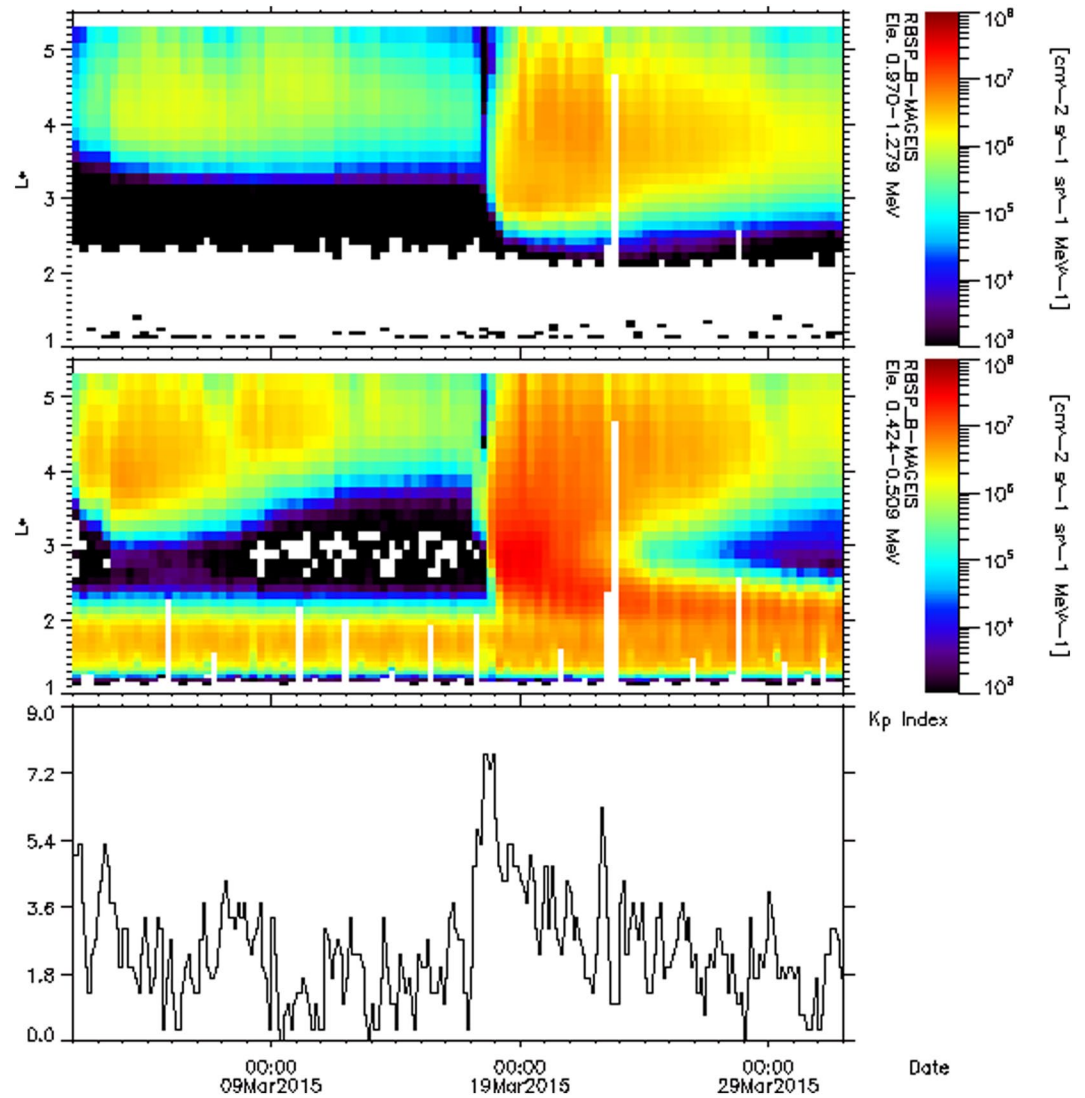 5
4
L*
3
2
1
10^8
10^7
10^6
10^5
10^4
10^3
RBSP_B-MAGEIS
Ele. 0.970-1.279 MeV
[cm^-2 s^-1 sr^-1 MeV^-1]
5
4
L*
3
2
1
10^8
10^7
10^6
10^5
10^4
10^3
RBSP_B-MAGEIS
Ele. 0.424-0.509 MeV
[cm^-2 s^-1 sr^-1 MeV^-1]
9.0
7.2
5.4
3.6
1.8
0.0
Kp Index
00:00
09Mar2015
00:00
19Mar2015
00:00
29Mar2015
Date